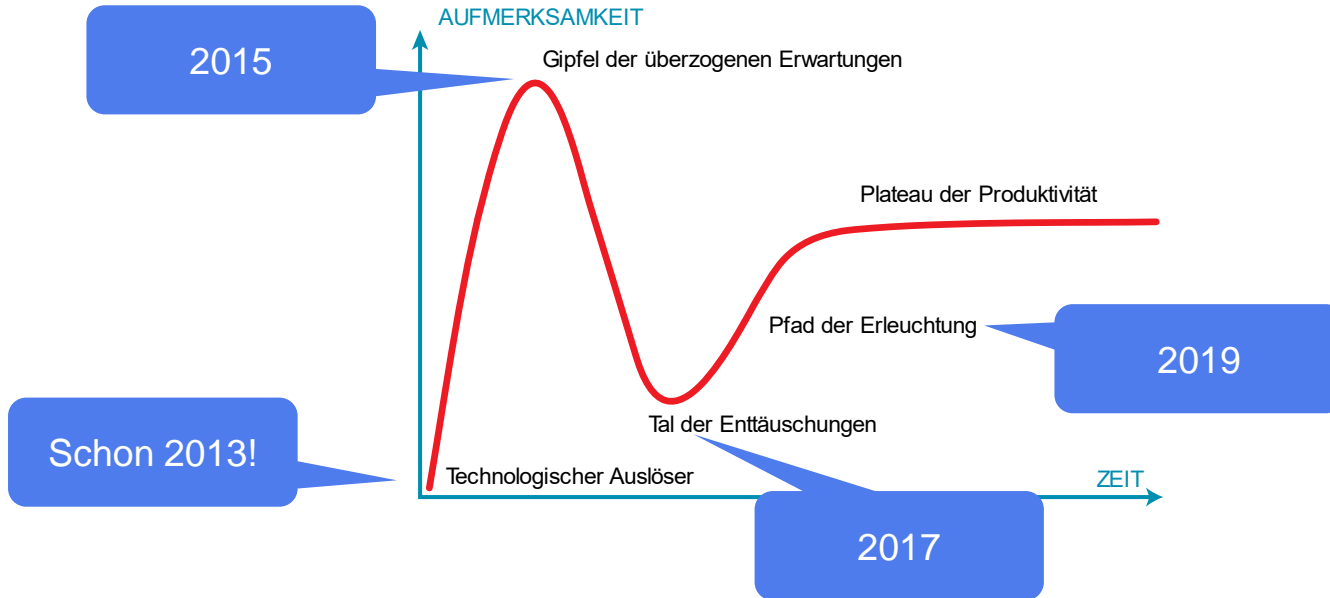 AUFMERKSAMKEIT
2015
Gipfel der überzogenen Erwartungen
Plateau der Produktivität
Pfad der Erleuchtung
2019
Tal der Enttäuschungen
Schon 2013!
Technologischer Auslöser
ZEIT
2017